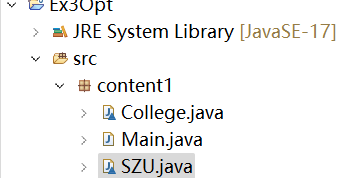 Ex3Opt
JRE System Library [JavaSE-17]
src
content1
College.java
Main.java
SZU.java